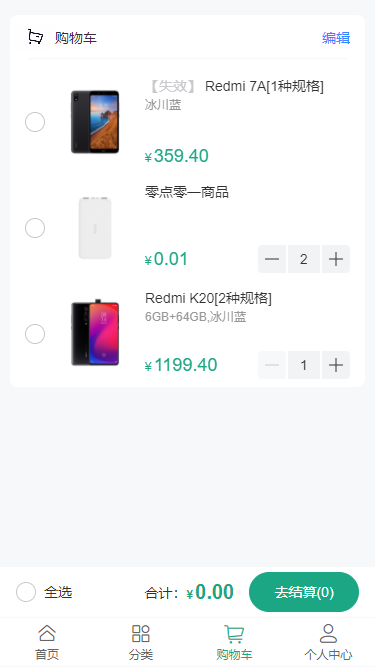 购物车 编辑
【失效】 Redmi 7A[1种规格]
冰川蓝
¥359.40
零点零一商品
¥0.01 2
Redmi K20[2种规格]
6GB+64GB,冰川蓝
¥1199.40 1
全选 合计：¥0.00 去结算(0)
首页 分类 购物车 个人中心